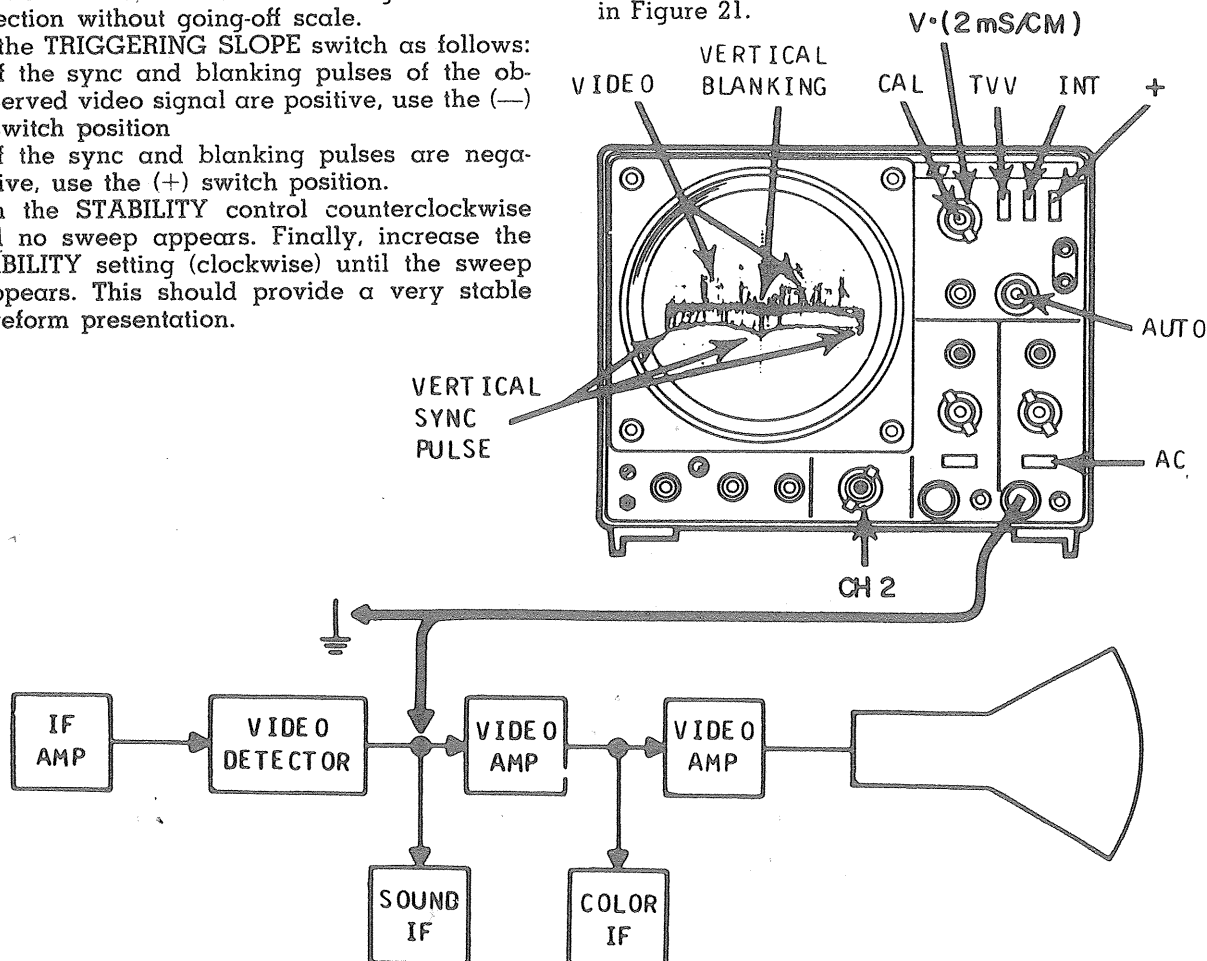 ection without going-off scale.
the TRIGGERING SLOPE switch as follows:
f the sync and blanking pulses of the ob-
erved video signal are positive, use the (—)
witch position
f the sync and blanking pulses are nega-
ive, use the (+) switch position.
n the STABILITY control counterclockwise
l no sweep appears. Finally, increase the
BILITY setting (clockwise) until the sweep
ppears. This should provide a very stable
eform presentation.
in Figure 21.
V•(2mS/CM)
VIDEO
VERTICAL
BLANKING
CAL
TVV
INT
+
AUTO
VERTICAL
SYNC
PULSE
AC
CH 2
IF
AMP
VIDEO
DETECTOR
VIDEO
AMP
VIDEO
AMP
SOUND
IF
COLOR
IF